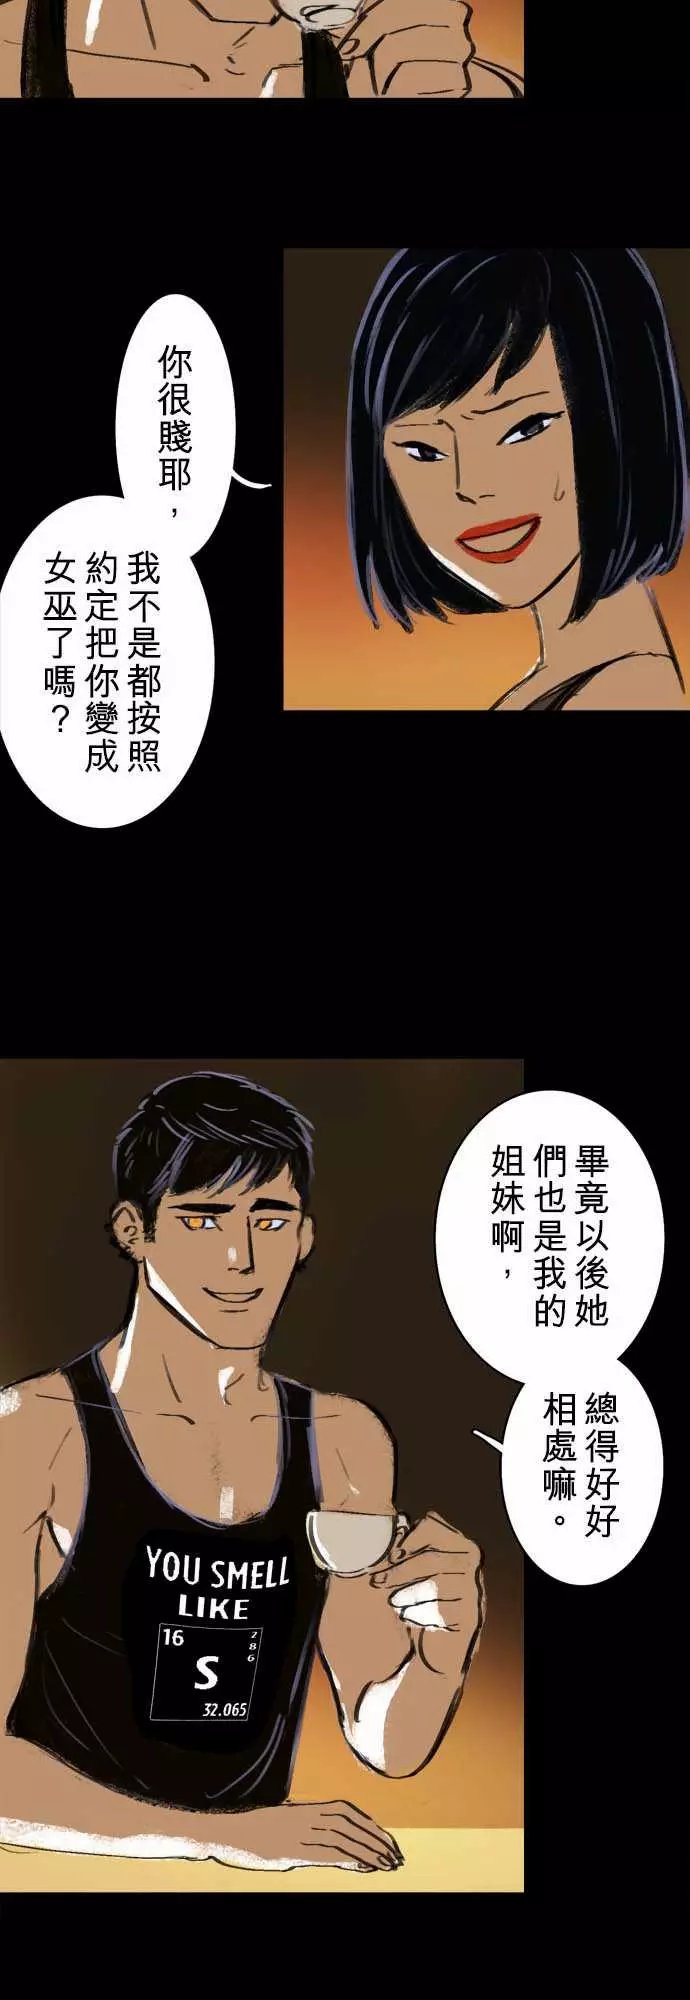 你很賤耶，
我不是都按照
約定把你變成
女巫了嗎？
畢竟以後她
們也是我的
姐妹啊，
總得好好
相處嘛。
YOU SMELL
LIKE
16
2
8
6
S
32.065